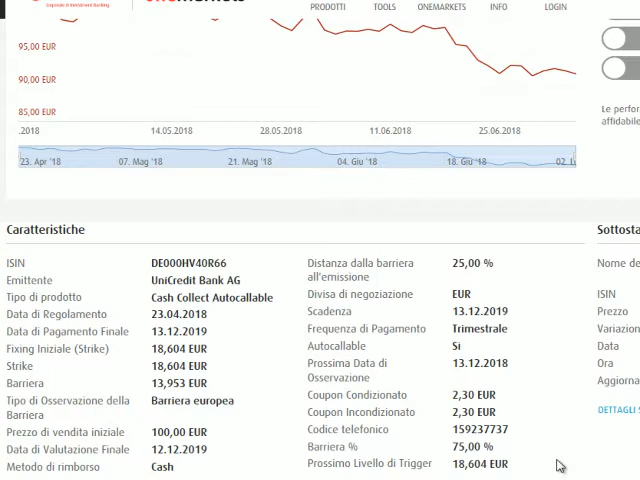 Corporate & Investment Banking
PRODOTTI TOOLS ONEMARKETS INFO LOGIN
95,00 EUR
90,00 EUR
85,00 EUR
.2018 14.05.2018 28.05.2018 11.06.2018 25.06.2018
23. Apr '18 07. Mag '18 21. Mag '18 04. Giu '18 18. Giu '18 02. Lu
Le perfor
affidabile
Caratteristiche
ISIN DE000HV40R66
Emittente UniCredit Bank AG
Tipo di prodotto Cash Collect Autocallable
Data di Regolamento 23.04.2018
Data di Pagamento Finale 13.12.2019
Fixing Iniziale (Strike) 18,604 EUR
Strike 18,604 EUR
Barriera 13,953 EUR
Tipo di Osservazione della Barriera europea
Barriera
Prezzo di vendita iniziale 100,00 EUR
Data di Valutazione Finale 12.12.2019
Metodo di rimborso Cash
Distanza dalla barriera 25,00 %
all'emissione
Divisa di negoziazione EUR
Scadenza 13.12.2019
Frequenza di Pagamento Trimestrale
Autocallable Sì
Prossima Data di 13.12.2018
Osservazione
Coupon Condizionato 2,30 EUR
Coupon Incondizionato 2,30 EUR
Codice telefonico 159237737
Barriera % 75,00 %
Prossimo Livello di Trigger 18,604 EUR
Sottosta
Nome de
ISIN
Prezzo
Variazion
Data
Ora
Aggiorna
DETTAGLI S